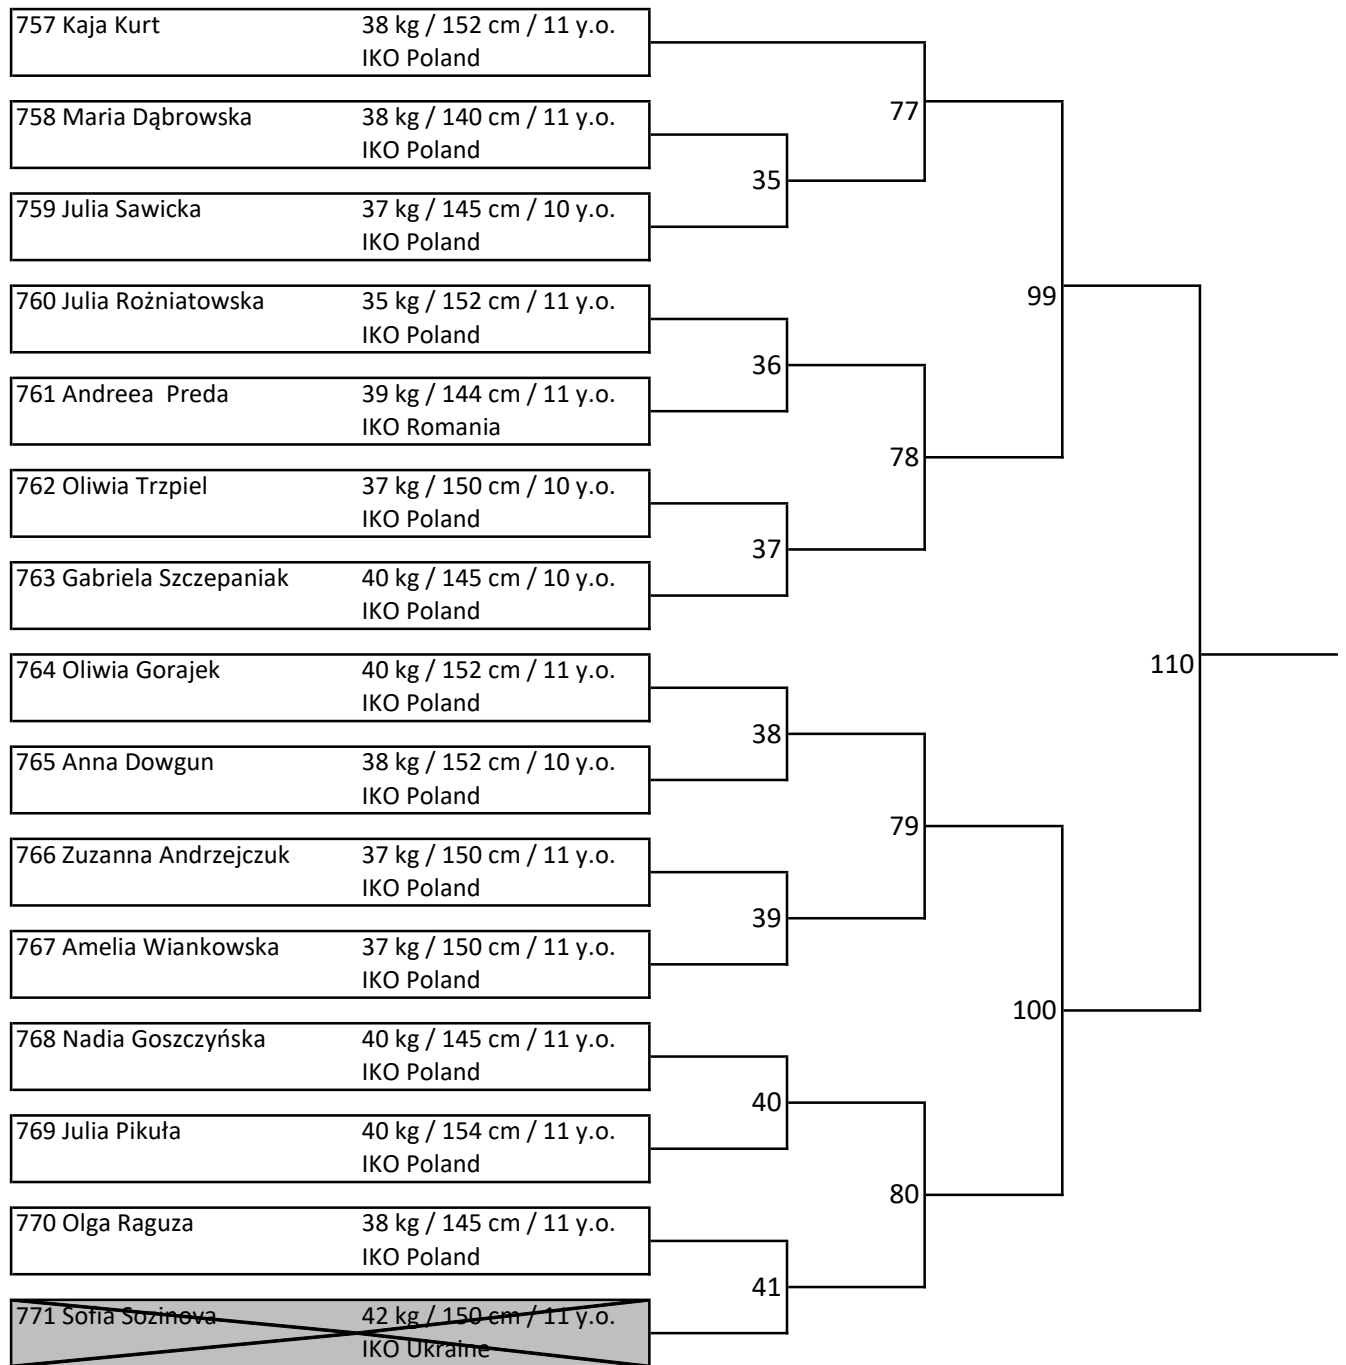 757 Kaja Kurt 38 kg / 152 cm / 11 y.o.
IKO Poland
77
758 Maria Dąbrowska 38 kg / 140 cm / 11 y.o.
IKO Poland
35
759 Julia Sawicka 37 kg / 145 cm / 10 y.o.
IKO Poland
99
760 Julia Rożniatowska 35 kg / 152 cm / 11 y.o.
IKO Poland
36
761 Andreea Preda 39 kg / 144 cm / 11 y.o.
IKO Romania
78
762 Oliwia Trzpiel 37 kg / 150 cm / 10 y.o.
IKO Poland
37
763 Gabriela Szczepaniak 40 kg / 145 cm / 10 y.o.
IKO Poland
110
764 Oliwia Gorajek 40 kg / 152 cm / 11 y.o.
IKO Poland
38
765 Anna Dowgun 38 kg / 152 cm / 10 y.o.
IKO Poland
79
766 Zuzanna Andrzejczuk 37 kg / 150 cm / 11 y.o.
IKO Poland
39
767 Amelia Wiankowska 37 kg / 150 cm / 11 y.o.
IKO Poland
100
768 Nadia Goszczyńska 40 kg / 145 cm / 11 y.o.
IKO Poland
40
769 Julia Pikuła 40 kg / 154 cm / 11 y.o.
IKO Poland
80
770 Olga Raguza 38 kg / 145 cm / 11 y.o.
IKO Poland
41
771 Sofia Sozinova 42 kg / 150 cm / 11 y.o.
IKO Ukraine